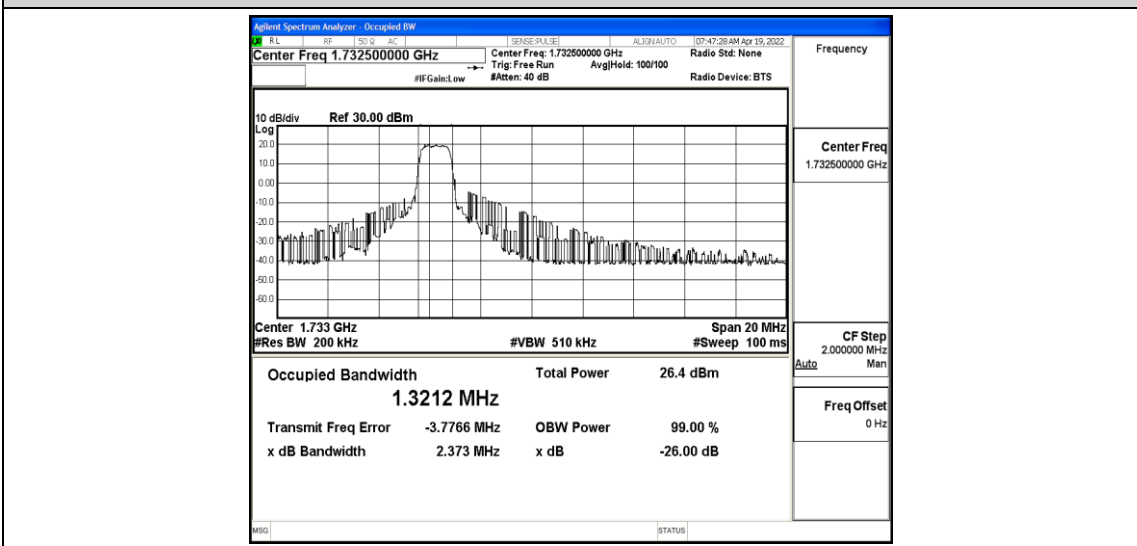 Agilent Spectrum Analyzer - Occupied BW
RL RF 50 Ω AC SENSE:PULSE ALIGN AUTO 07:47:28 AM Apr 19, 2022
Center Freq 1.732500000 GHz
Center Freq: 1.732500000 GHz Radio Std: None
Trig: Free Run Avg|Hold: 100/100
#IFGain:Low #Atten: 40 dB Radio Device: BTS
Frequency
10 dB/div Ref 30.00 dBm
Log
20.0
10.0
0.00
-10.0
-20.0
-30.0
-40.0
-50.0
-60.0
Center 1.733 GHz Span 20 MHz
#Res BW 200 kHz #VBW 510 kHz #Sweep 100 ms
Center Freq
1.732500000 GHz
CF Step
2.000000 MHz
Auto Man
Freq Offset
0 Hz
Occupied Bandwidth Total Power 26.4 dBm
1.3212 MHz
Transmit Freq Error -3.7766 MHz OBW Power 99.00 %
x dB Bandwidth 2.373 MHz x dB -26.00 dB
MSG STATUS